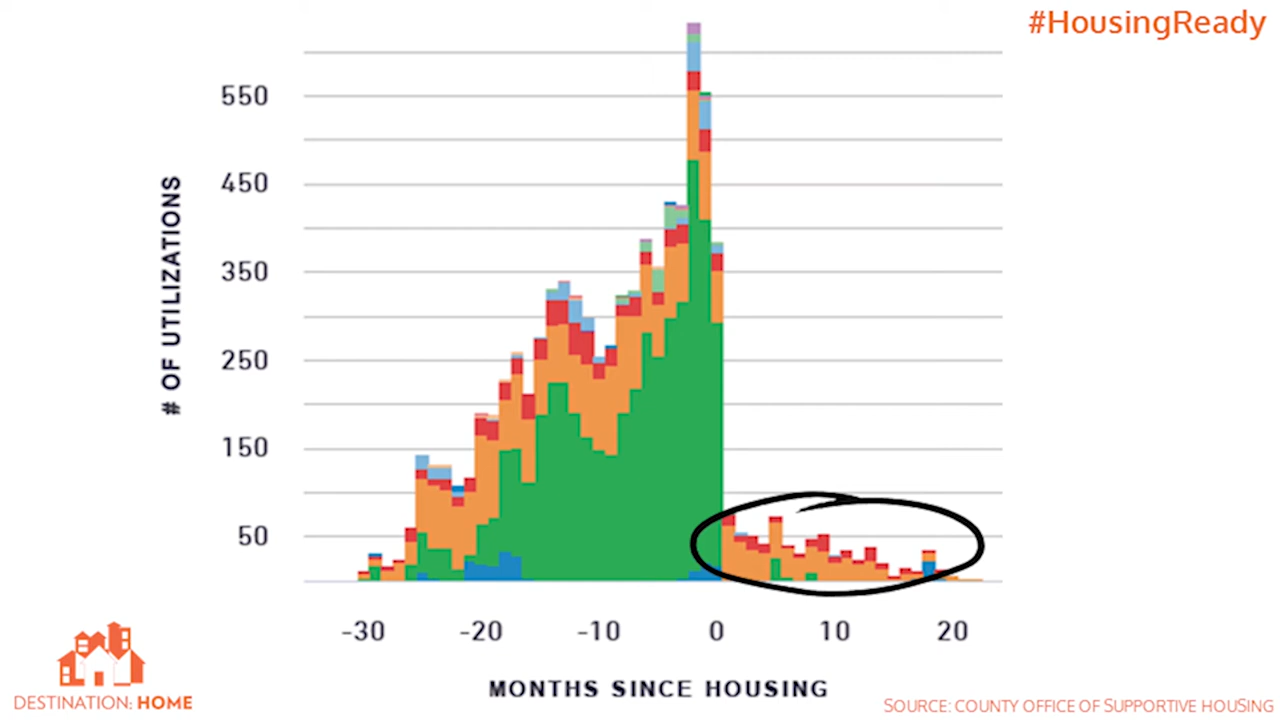 #HousingReady
550
450
350
250
150
50
# OF UTILIZATIONS
-30 -20 -10 0 10 20
MONTHS SINCE HOUSING
DESTINATION: HOME
SOURCE: COUNTY OFFICE OF SUPPORTIVE HOUSING